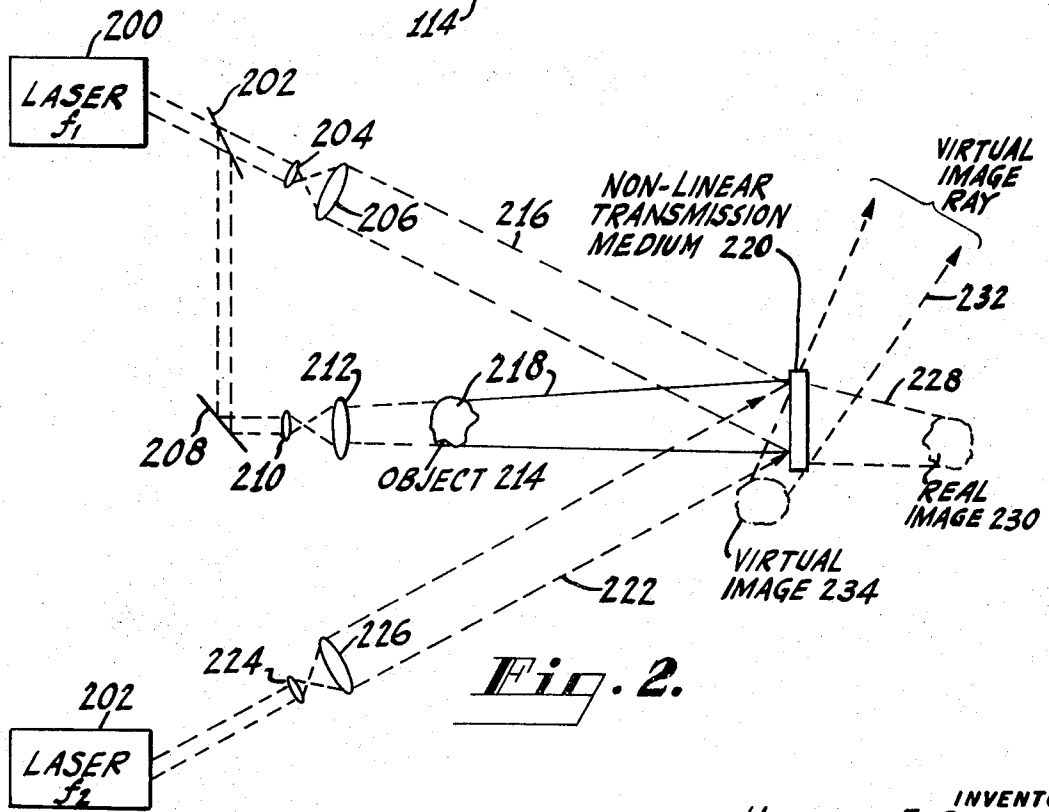 114
200
LASER
f1
202
204
206
216
NON-LINEAR
TRANSMISSION
MEDIUM 220
VIRTUAL
IMAGE
RAY
232
228
212
218
208
210
OBJECT 214
REAL
IMAGE 230
VIRTUAL
IMAGE 234
222
226
224
Fig. 2.
202
LASER
f2